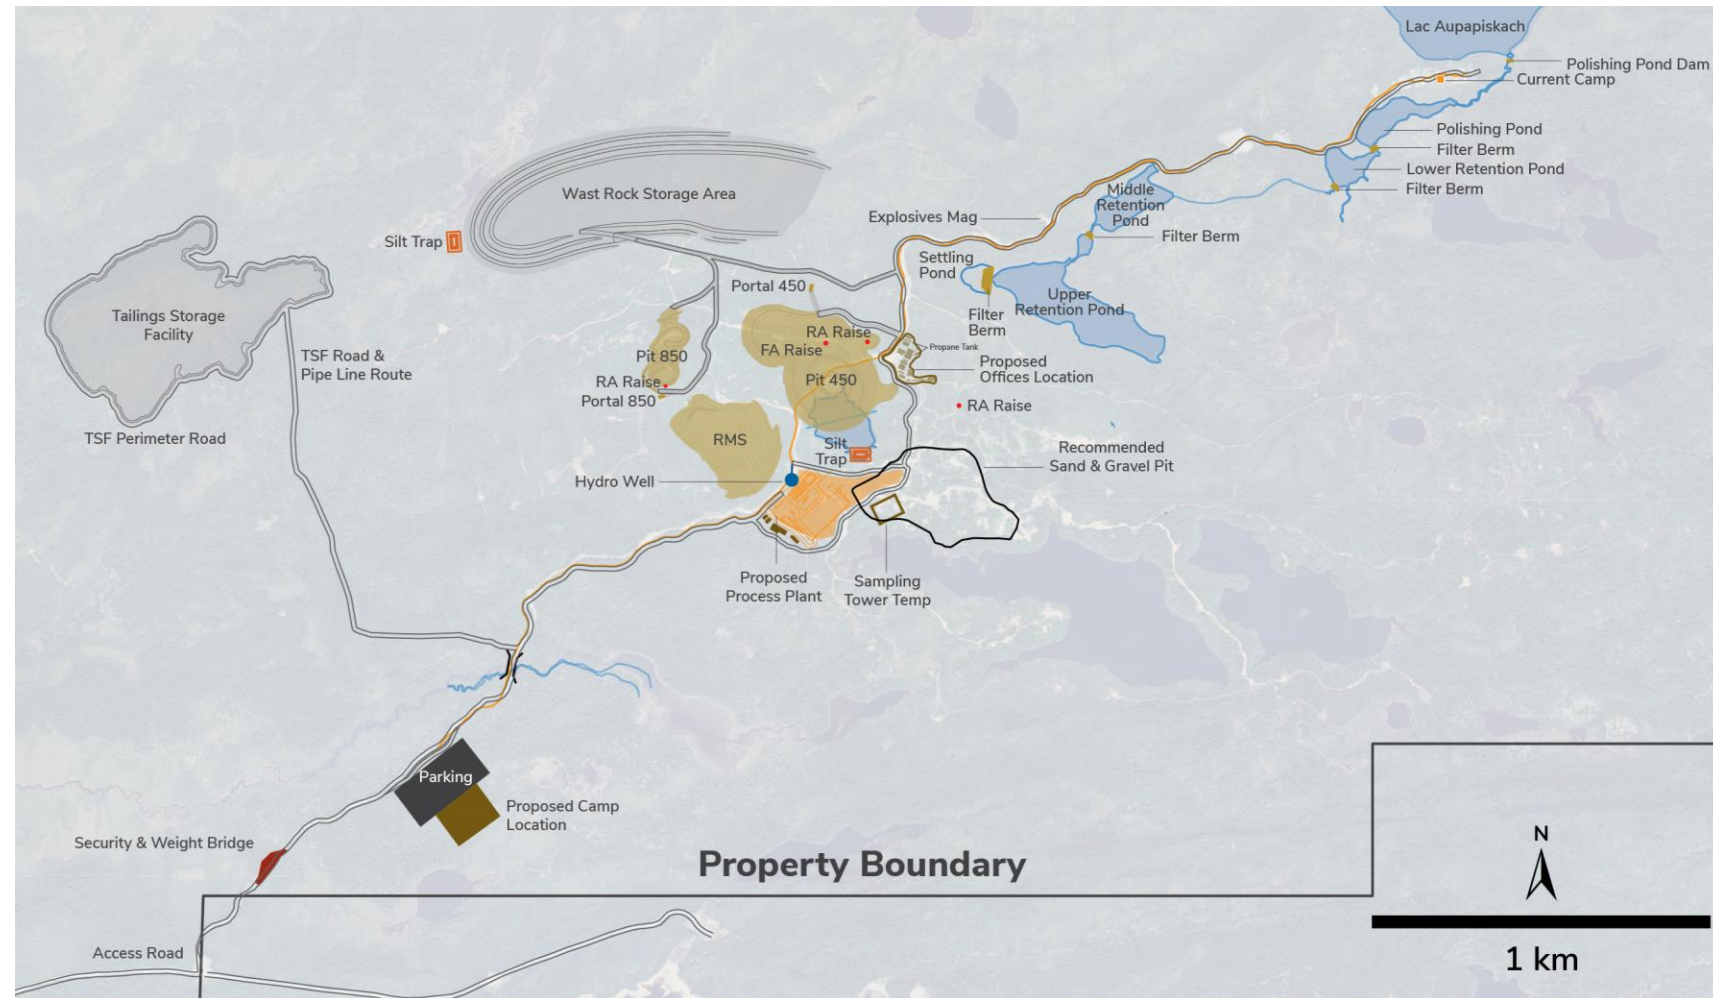 Lac Aupapiskach
Polishing Pond Dam
Current Camp
Polishing Pond
Filter Berm
Lower Retention Pond
Filter Berm
Wast Rock Storage Area
Middle
Retention
Pond
Explosives Mag
Filter Berm
Silt Trap
Settling
Pond
Portal 450
Upper
Retention Pond
Filter
Berm
Tailings Storage
Facility
RA Raise
FA Raise
Propane Tank
TSF Road &
Pipe Line Route
Pit 850
Proposed
Offices Location
Pit 450
RA Raise
Portal 850
RA Raise
TSF Perimeter Road
RMS
Silt
Trap
Recommended
Sand & Gravel Pit
Hydro Well
Proposed
Process Plant
Sampling
Tower Temp
Parking
Proposed Camp
Location
Security & Weight Bridge
Property Boundary
N
Access Road
1 km